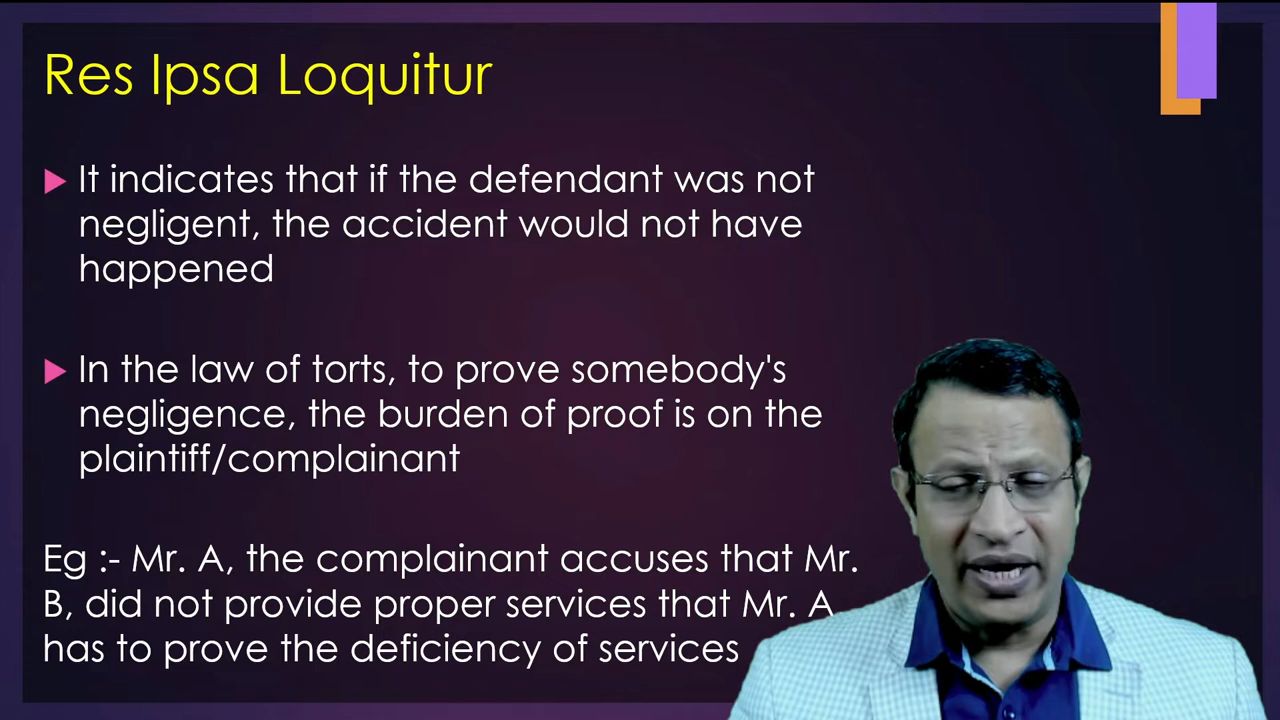 Res Ipsa Loquitur
It indicates that if the defendant was not
negligent, the accident would not have
happened
In the law of torts, to prove somebody's
negligence, the burden of proof is on the
plaintiff/complainant
Eg :- Mr. A, the complainant accuses that Mr.
B, did not provide proper services that Mr. A
has to prove the deficiency of services